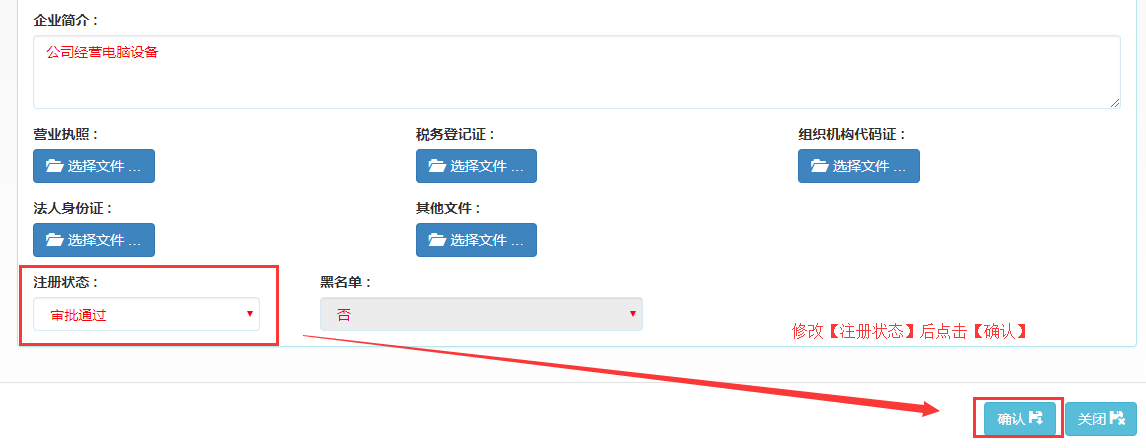 企业简介：
公司经营电脑设备
营业执照： 税务登记证： 组织机构代码证：
选择文件 ... 选择文件 ... 选择文件 ...
法人身份证： 其他文件：
选择文件 ... 选择文件 ...
注册状态： 黑名单：
审批通过 否
修改【注册状态】后点击【确认】
确认 关闭